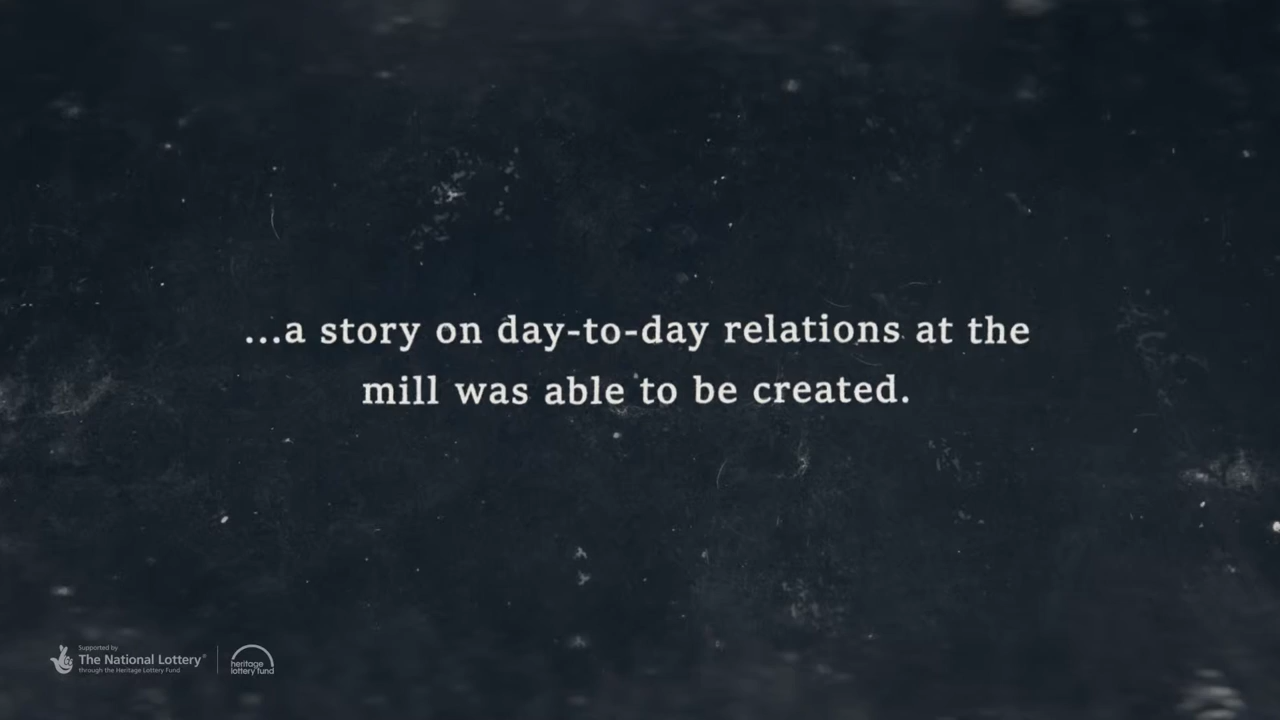 ...a story on day-to-day relations at the
mill was able to be created.
Supported by
The National Lottery®
through the Heritage Lottery Fund
heritage
lottery fund